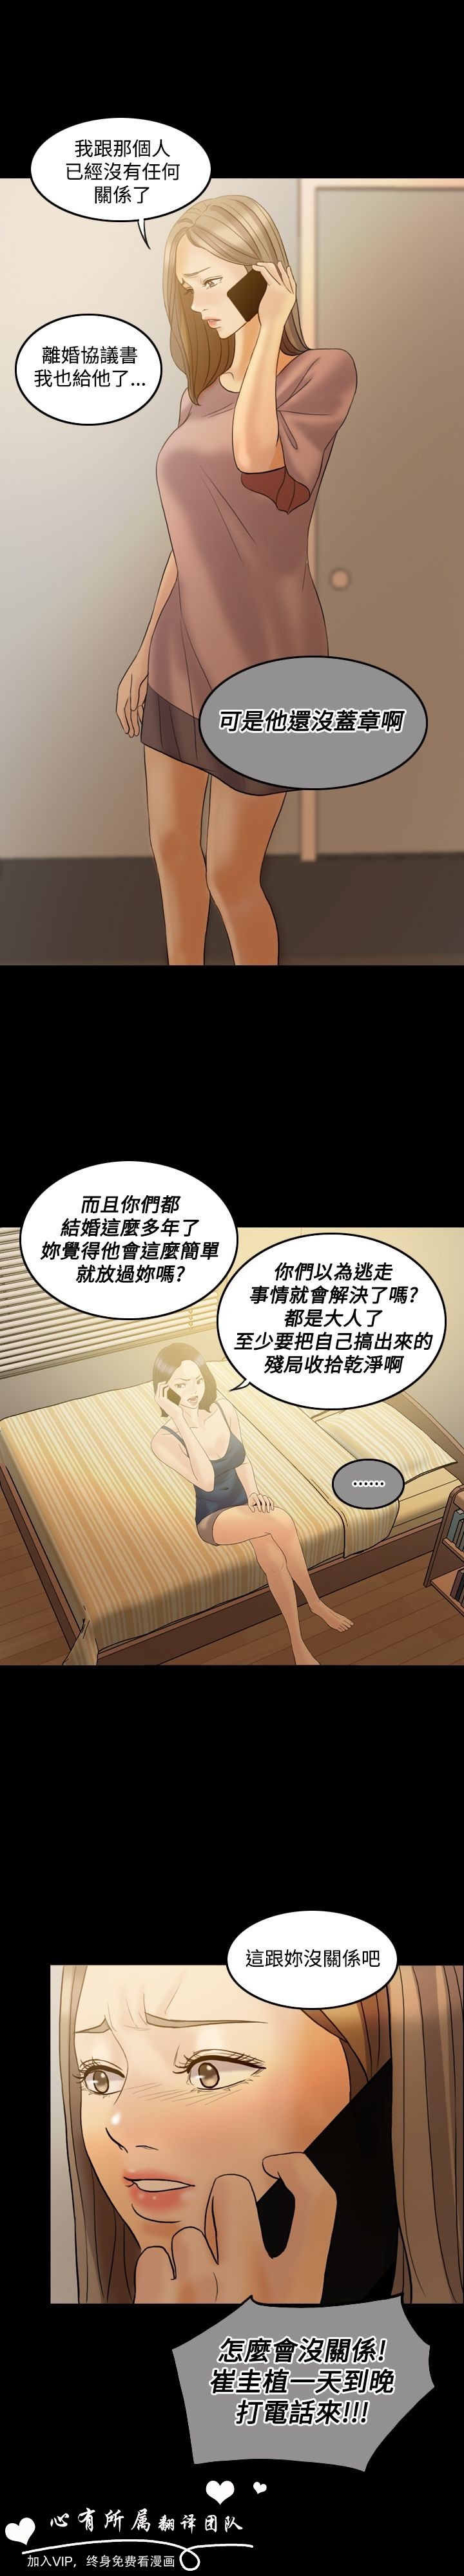 我跟那個人
已經沒有任何
關係了
離婚協議書
我也給他了...
可是他還沒蓋章啊
而且你們都
結婚這麼多年了
妳覺得他會這麼簡單
就放過妳嗎?
你們以為逃走
事情就會解決了嗎?
都是大人了
至少要把自己搞出來的
殘局收拾乾淨啊
......
這跟妳沒關係吧
怎麼會沒關係!
崔圭植一天到晚
打電話來!!!
心有所属翻译团队
加入VIP，终身免费看漫画